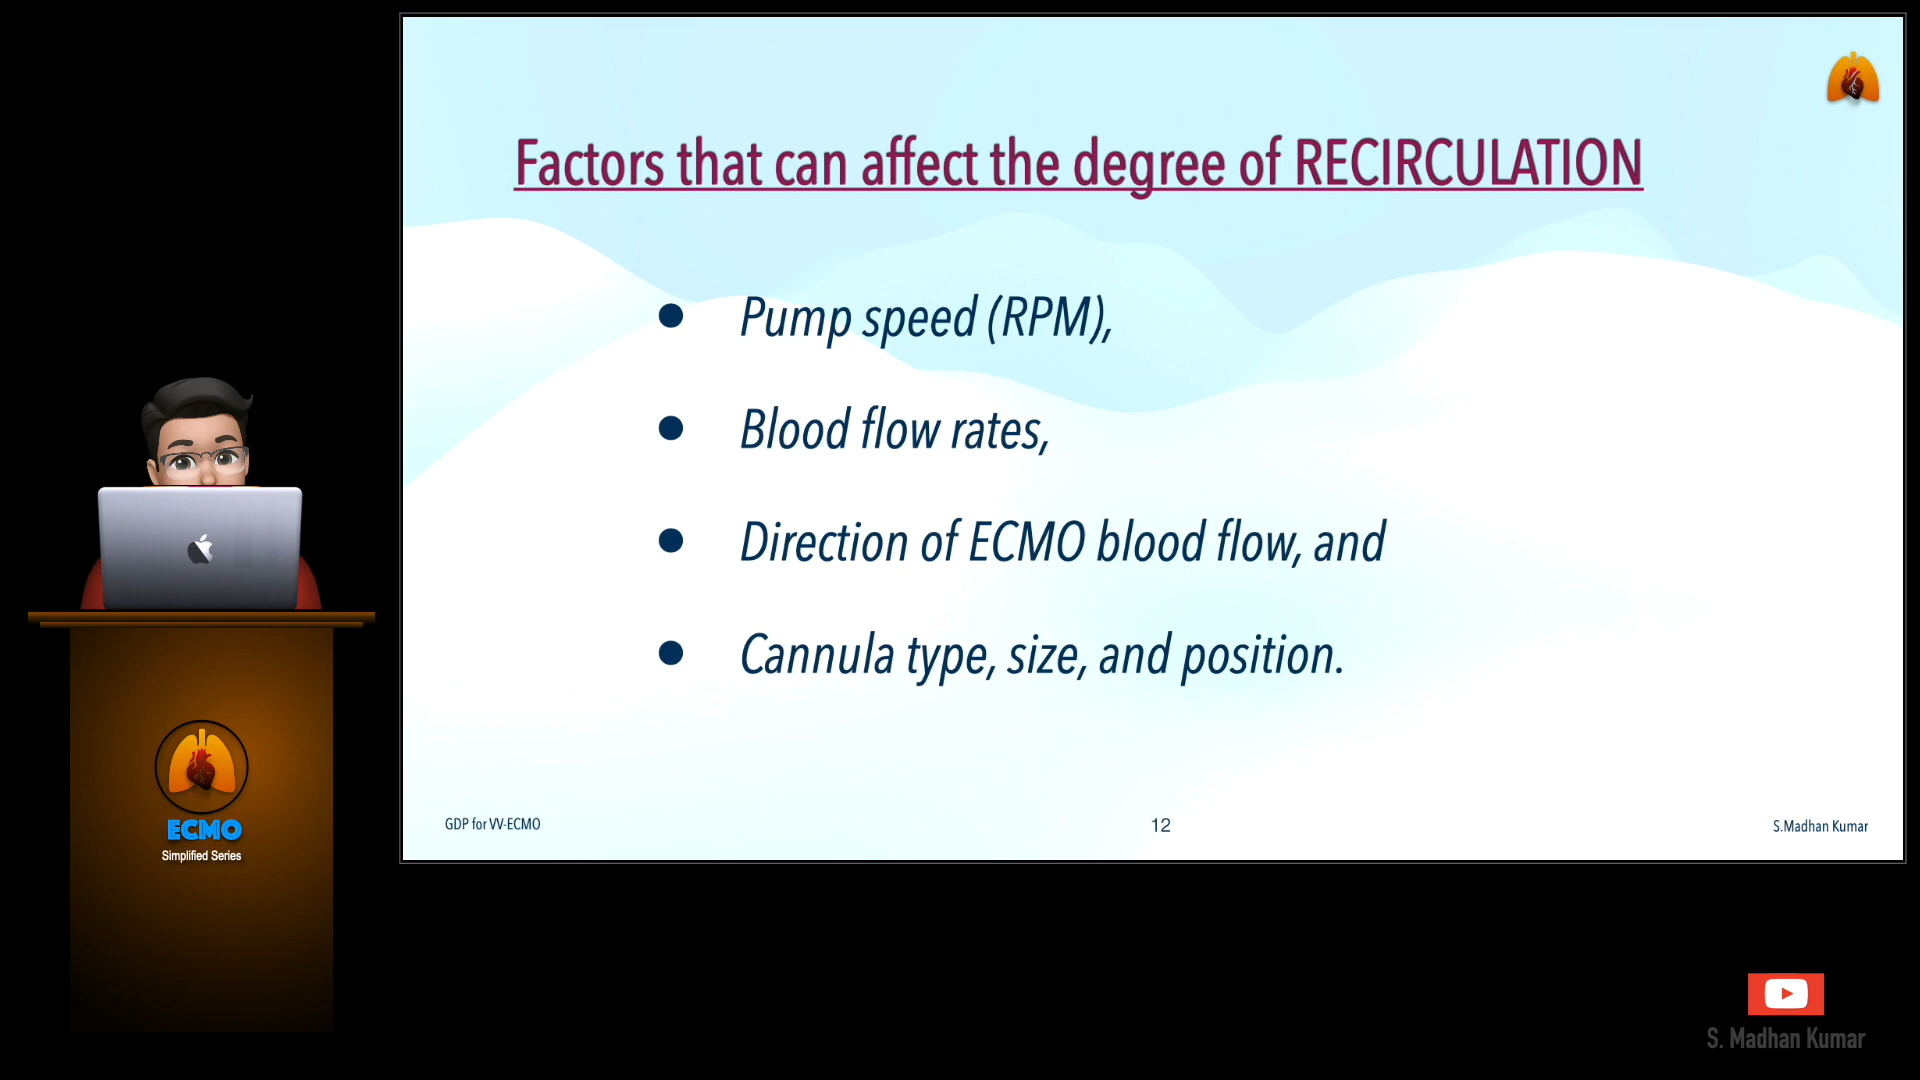 Factors that can affect the degree of RECIRCULATION
● Pump speed (RPM),
● Blood flow rates,
● Direction of ECMO blood flow, and
● Cannula type, size, and position.
GDP for VV-ECMO
12
S.Madhan Kumar
ECMO
Simplified Series
S. Madhan Kumar